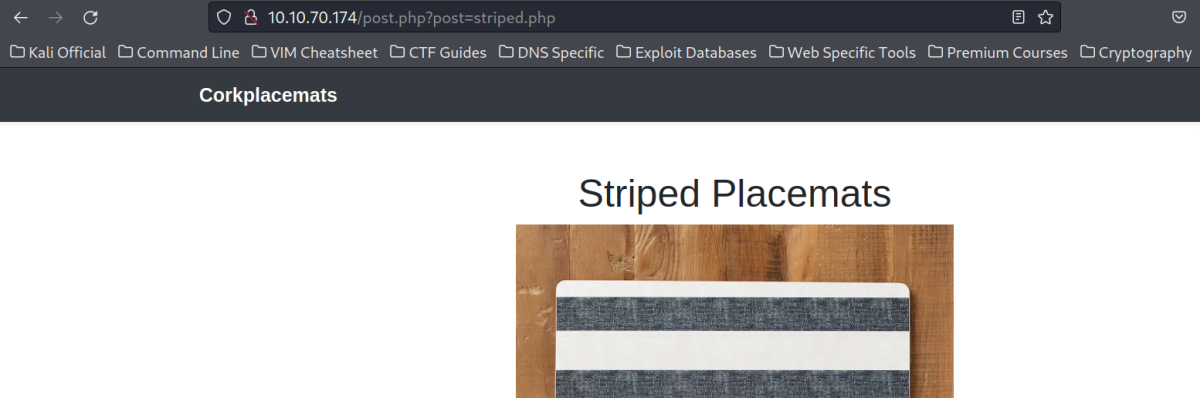 10.10.70.174/post.php?post=striped.php
Kali Official Command Line VIM Cheatsheet CTF Guides DNS Specific Exploit Databases Web Specific Tools Premium Courses Cryptography
Corkplacemats
Striped Placemats